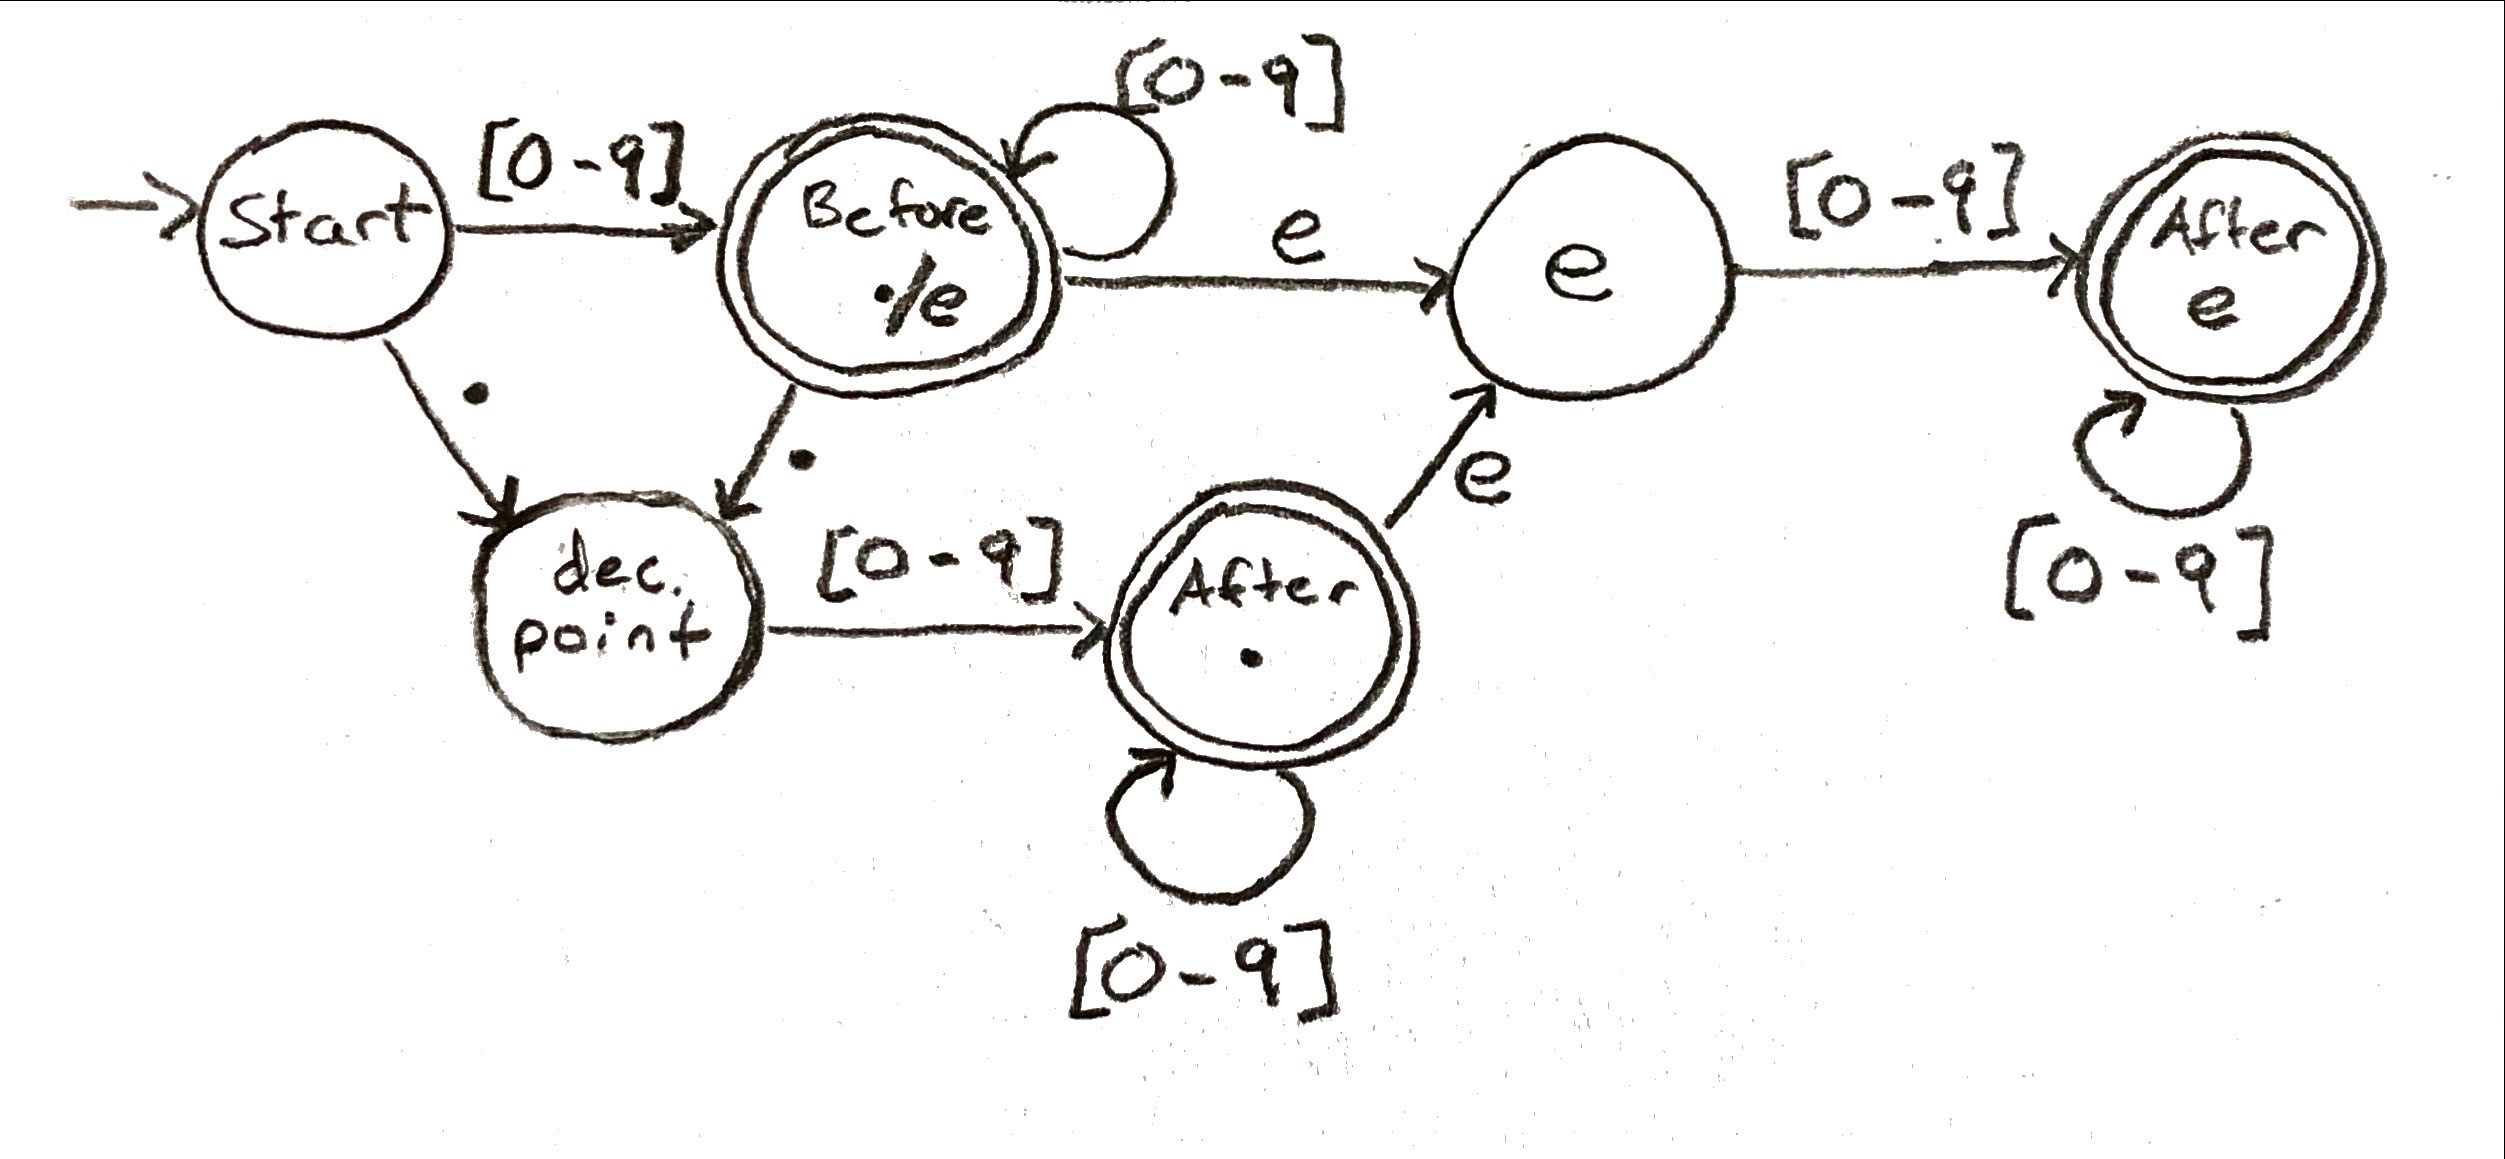 [0-9]
[0-9]
Start
Before
./e
e
e
[0-9]
After
e
.
.
e
[0-9]
dec.
point
[0-9]
After
.
[0-9]